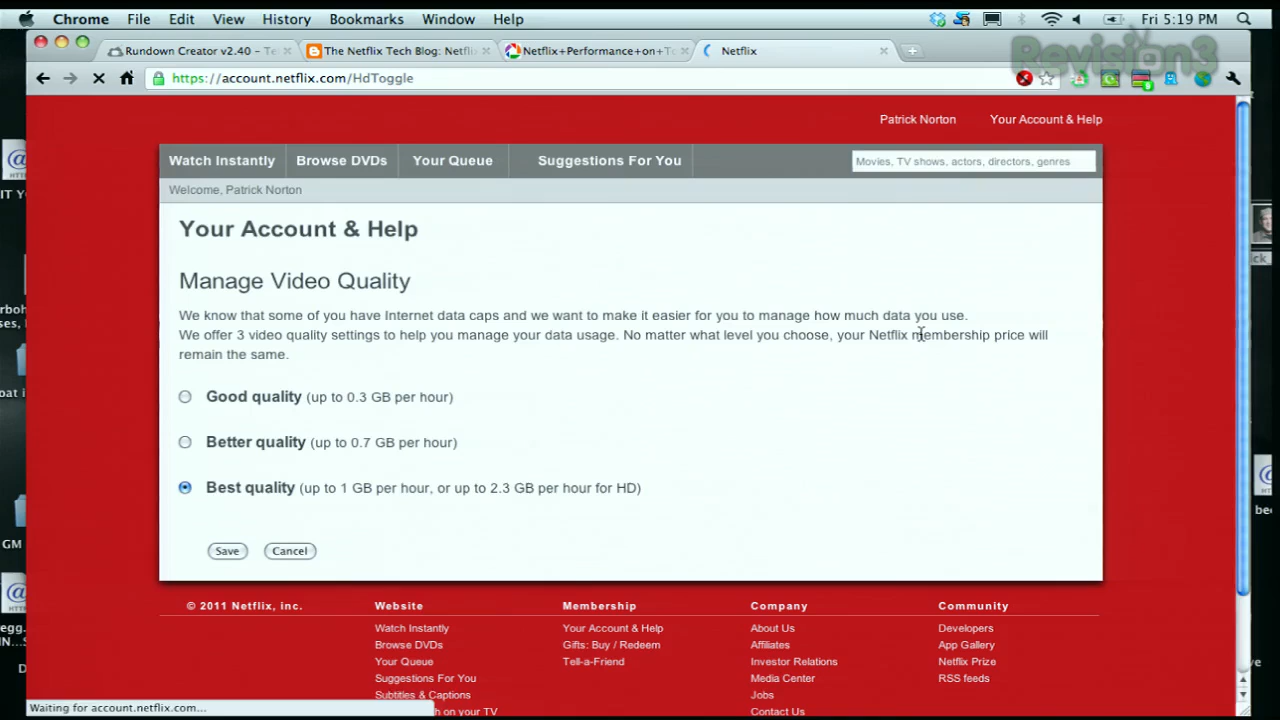 Chrome File Edit View History Bookmarks Window Help Fri 5:19 PM
Rundown Creator v2.40 – Te The Netflix Tech Blog: Netfli Netflix+Performance+on+T Netflix
Revision3
https://account.netflix.com/HdToggle
Patrick Norton Your Account & Help
Watch Instantly Browse DVDs Your Queue Suggestions For You Movies, TV shows, actors, directors, genres
Welcome, Patrick Norton
Your Account & Help
Manage Video Quality
We know that some of you have Internet data caps and we want to make it easier for you to manage how much data you use.
We offer 3 video quality settings to help you manage your data usage. No matter what level you choose, your Netflix membership price will
remain the same.
Good quality (up to 0.3 GB per hour)
Better quality (up to 0.7 GB per hour)
Best quality (up to 1 GB per hour, or up to 2.3 GB per hour for HD)
Save Cancel
GM
© 2011 Netflix, inc. Website Membership Company Community
Watch Instantly Your Account & Help About Us Developers
Browse DVDs Gifts: Buy / Redeem Affiliates App Gallery
Your Queue Tell-a-Friend Investor Relations Netflix Prize
Suggestions For You Media Center RSS feeds
Subtitles & Captions Jobs
on your TV Contact Us
Waiting for account.netflix.com...